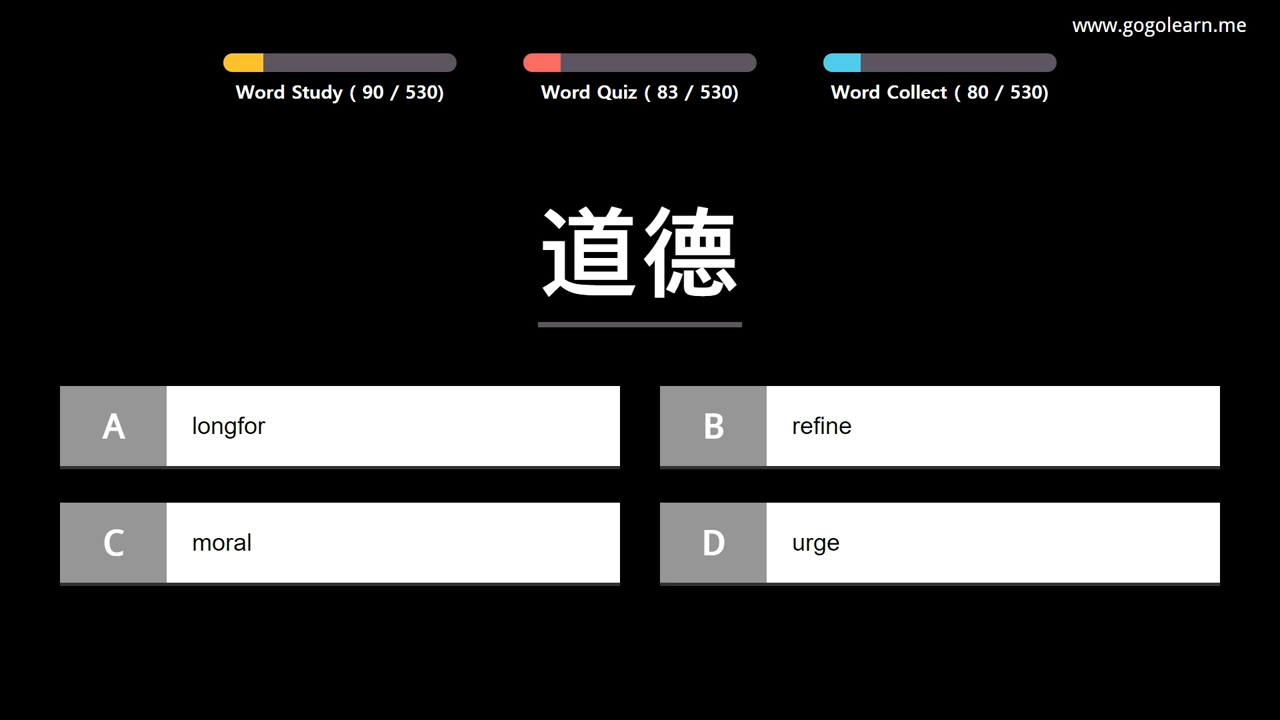 www.gogolearn.me
Word Study ( 90 / 530)
Word Quiz ( 83 / 530)
Word Collect ( 80 / 530)
道德
A longfor
B refine
C moral
D urge